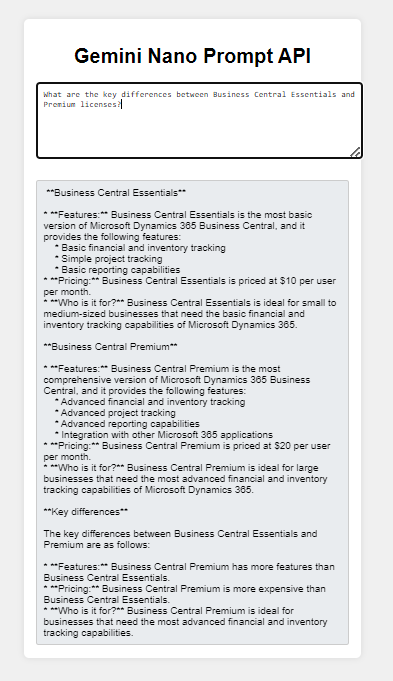 Gemini Nano Prompt API
What are the key differences between Business Central Essentials and
Premium licenses?
**Business Central Essentials**
* **Features:** Business Central Essentials is the most basic
version of Microsoft Dynamics 365 Business Central, and it
provides the following features:
* Basic financial and inventory tracking
* Simple project tracking
* Basic reporting capabilities
* **Pricing:** Business Central Essentials is priced at $10 per user
per month.
* **Who is it for?** Business Central Essentials is ideal for small to
medium-sized businesses that need the basic financial and
inventory tracking capabilities of Microsoft Dynamics 365.
**Business Central Premium**
* **Features:** Business Central Premium is the most
comprehensive version of Microsoft Dynamics 365 Business
Central, and it provides the following features:
* Advanced financial and inventory tracking
* Advanced project tracking
* Advanced reporting capabilities
* Integration with other Microsoft 365 applications
* **Pricing:** Business Central Premium is priced at $20 per user
per month.
* **Who is it for?** Business Central Premium is ideal for large
businesses that need the most advanced financial and inventory
tracking capabilities of Microsoft Dynamics 365.
**Key differences**
The key differences between Business Central Essentials and
Premium are as follows:
* **Features:** Business Central Premium has more features than
Business Central Essentials.
* **Pricing:** Business Central Premium is more expensive than
Business Central Essentials.
* **Who is it for?** Business Central Premium is ideal for
businesses that need the most advanced financial and inventory
tracking capabilities.